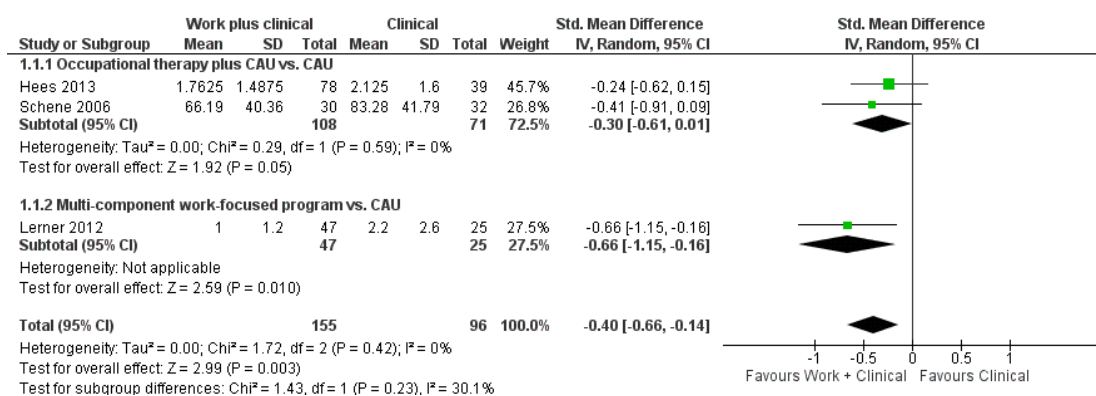 Work plus clinical Clinical Std. Mean Difference Std. Mean Difference
Study or Subgroup Mean SD Total Mean SD Total Weight IV, Random, 95% CI IV, Random, 95% CI
1.1.1 Occupational therapy plus CAU vs. CAU
Hees 2013 1.7625 1.4875 78 2.125 1.6 39 45.7% -0.24 [-0.62, 0.15]
Schene 2006 66.19 40.36 30 83.28 41.79 32 26.8% -0.41 [-0.91, 0.09]
Subtotal (95% CI) 108 71 72.5% -0.30 [-0.61, 0.01]
Heterogeneity: Tau² = 0.00; Chi² = 0.29, df = 1 (P = 0.59); I² = 0%
Test for overall effect: Z = 1.92 (P = 0.05)
1.1.2 Multi-component work-focused program vs. CAU
Lerner 2012 1 1.2 47 2.2 2.6 25 27.5% -0.66 [-1.15, -0.16]
Subtotal (95% CI) 47 25 27.5% -0.66 [-1.15, -0.16]
Heterogeneity: Not applicable
Test for overall effect: Z = 2.59 (P = 0.010)
Total (95% CI) 155 96 100.0% -0.40 [-0.66, -0.14]
Heterogeneity: Tau² = 0.00; Chi² = 1.72, df = 2 (P = 0.42); I² = 0%
Test for overall effect: Z = 2.99 (P = 0.003)
Test for subgroup differences: Chi² = 1.43, df = 1 (P = 0.23), I² = 30.1%
-1 -0.5 0 0.5 1
Favours Work + Clinical Favours Clinical